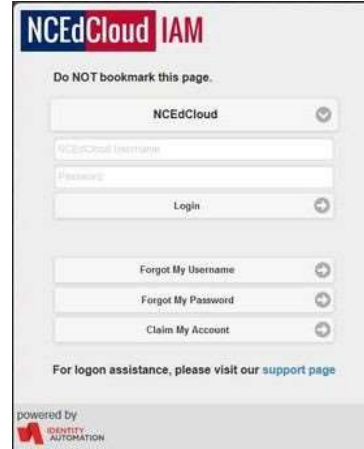 NCEdCloud IAM
Do NOT bookmark this page.
NCEdCloud
NCEdCloud Username
Password
Login
Forgot My Username
Forgot My Password
Claim My Account
For logon assistance, please visit our support page
powered by
IDENTITY
AUTOMATION